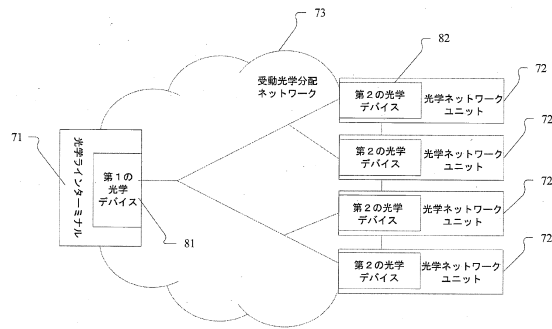 73
82
受動光学分配
ネットワーク
72
第2の光学
デバイス
光学ネットワーク
ユニット
71
72
第2の光学
デバイス
光学ネットワーク
ユニット
光学ラインターミナル
第1の
光学
デバイス
72
第2の光学
デバイス
光学ネットワーク
ユニット
81
72
第2の光学
デバイス
光学ネットワーク
ユニット